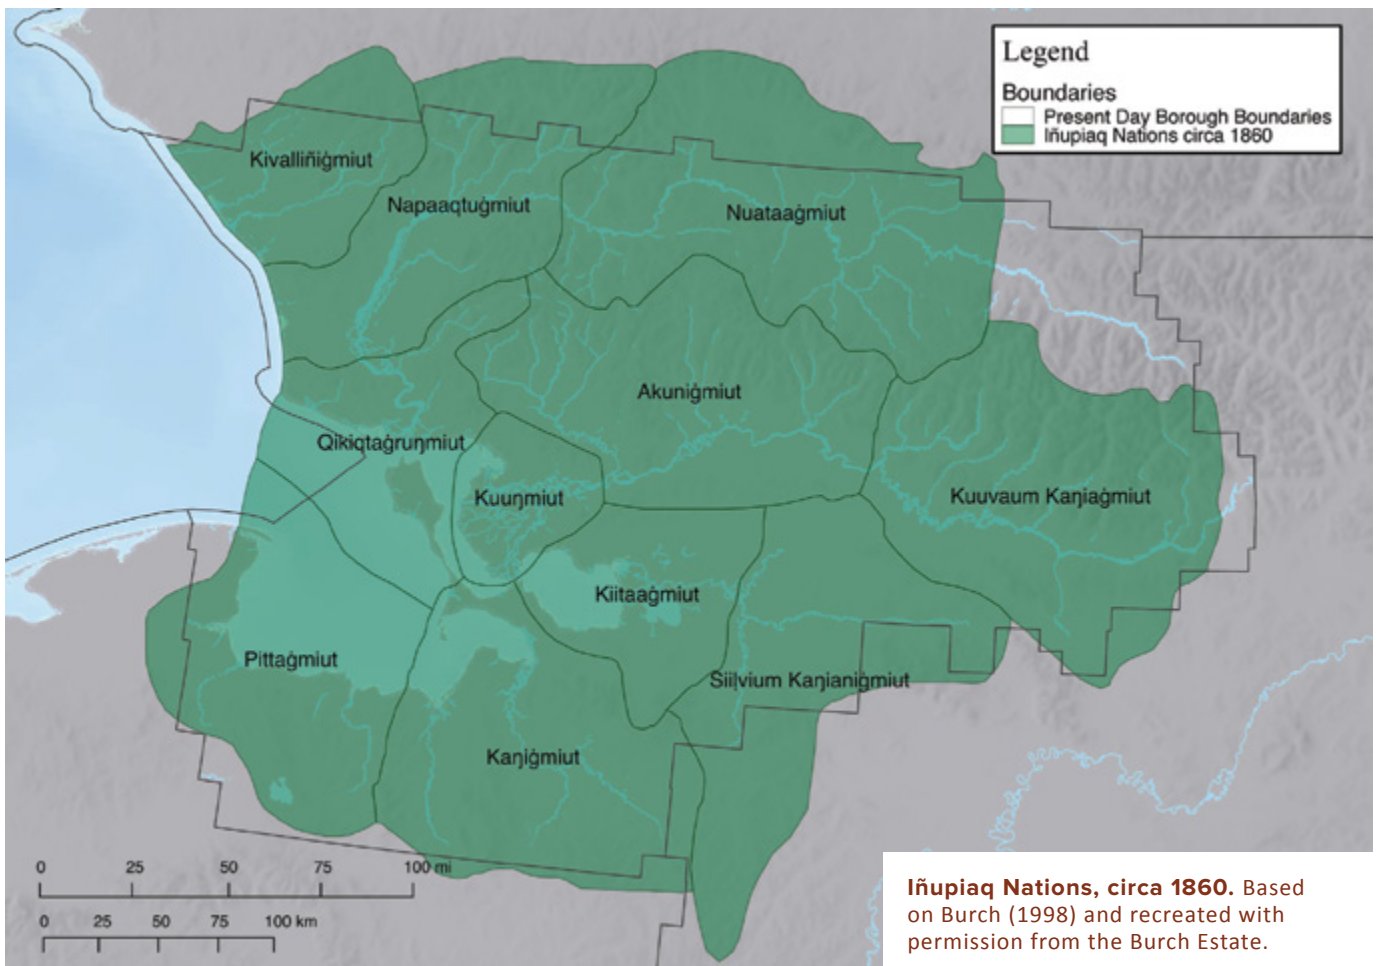 Legend
Boundaries
Present Day Borough Boundaries
Iñupiaq Nations circa 1860
Kivalliñiġmiut
Napaaqtuġmiut
Nuataaġmiut
Akuniġmiut
Qikiqtaġruŋmiut
Kuuŋmiut
Kuuvaum Kaŋiaġmiut
Kiitaaġmiut
Pittaġmiut
Siiḷvium Kaŋianiġmiut
Kaŋiġmiut
0 25 50 75 100 mi
0 25 50 75 100 km
Iñupiaq Nations, circa 1860. Based
on Burch (1998) and recreated with
permission from the Burch Estate.